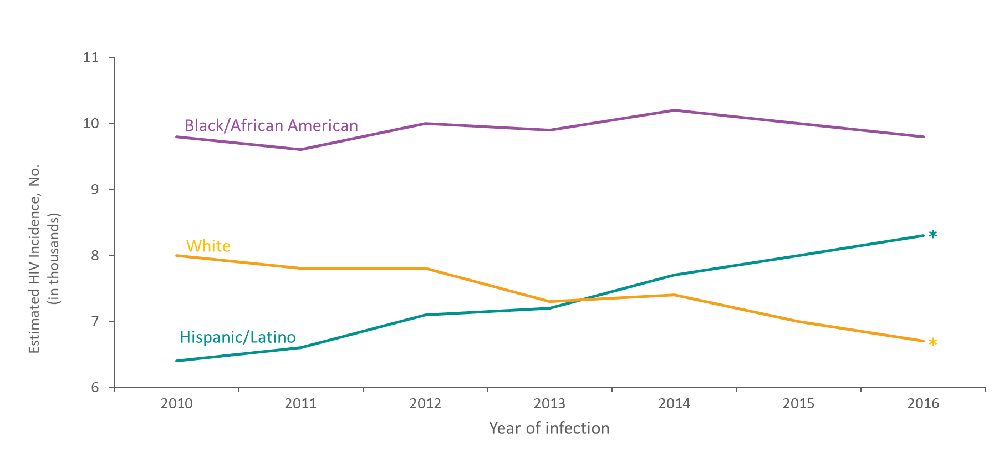 11
10
9
8
7
6
Estimated HIV Incidence, No.
(in thousands)
Black/African American
White
Hispanic/Latino
*
*
2010 2011 2012 2013 2014 2015 2016
Year of infection